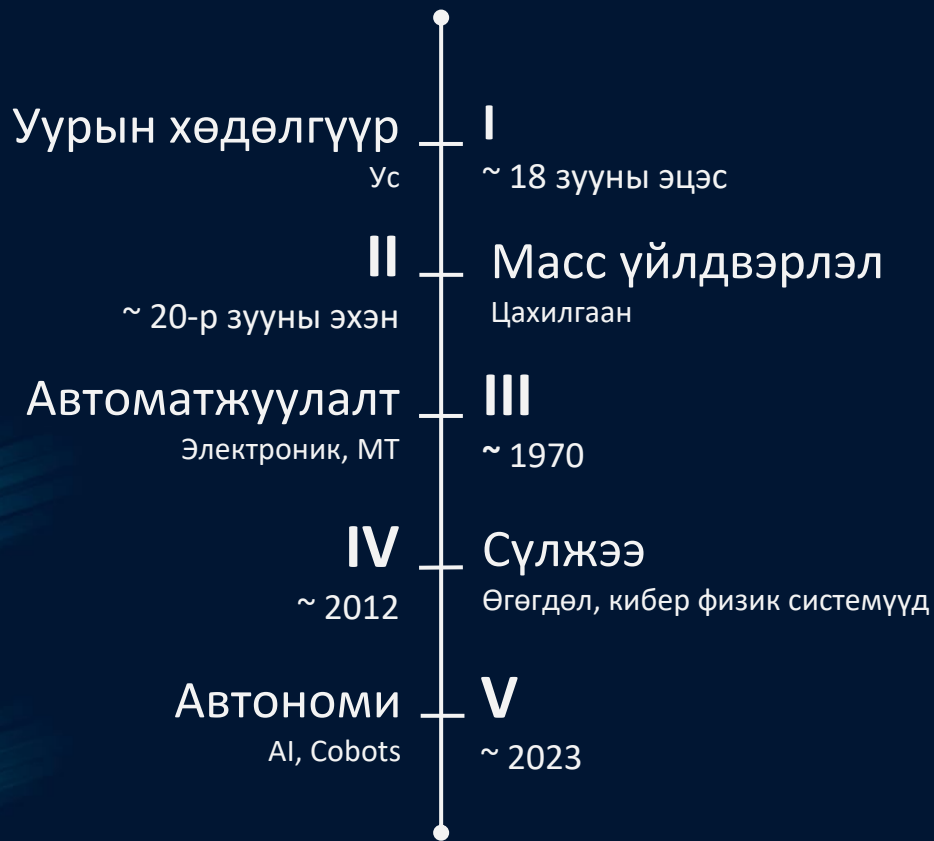 Уурын хөдөлгүүр
Ус
I
~ 18 зууны эцэс
II
~ 20-р зууны эхэн
Масс үйлдвэрлэл
Цахилгаан
Автоматжуулалт
Электроник, МТ
III
~ 1970
IV
~ 2012
Сүлжээ
Өгөгдөл, кибер физик системүүд
Автономи
AI, Cobots
V
~ 2023